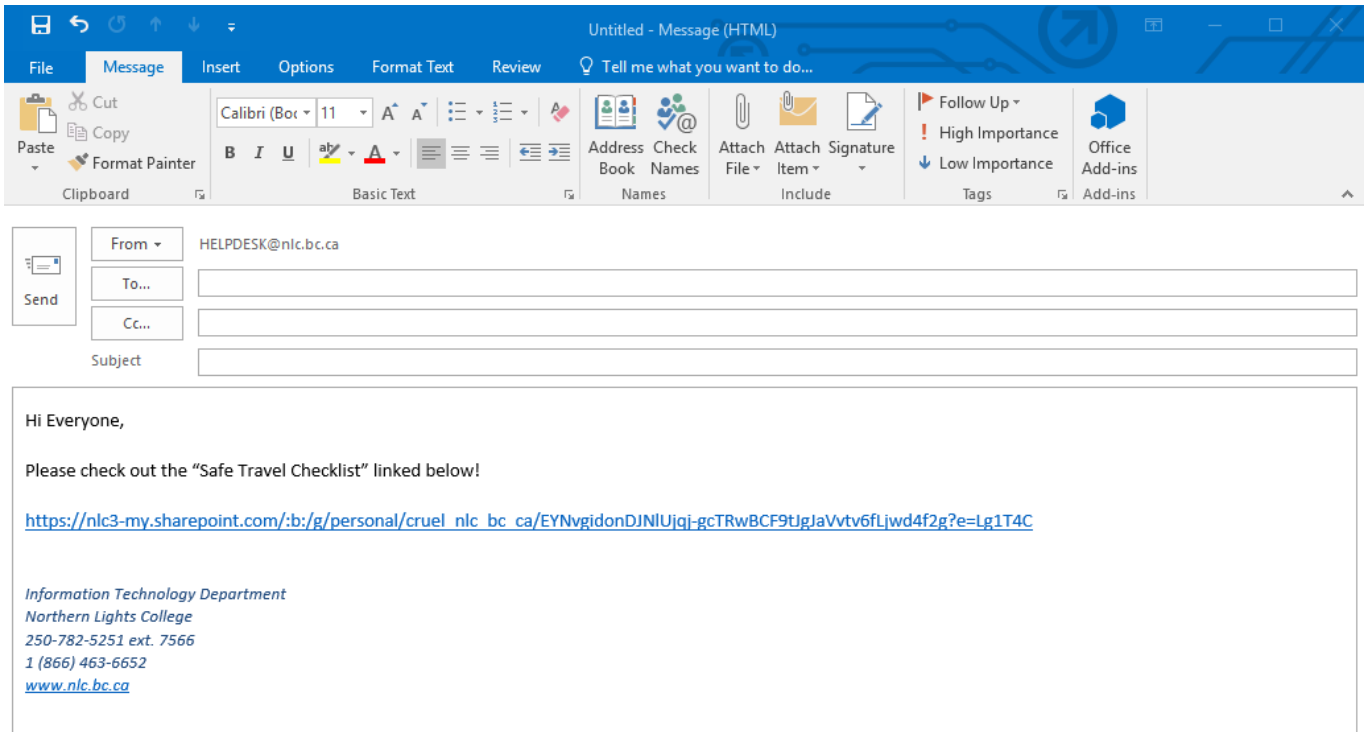 Untitled - Message (HTML)
File Message Insert Options Format Text Review Tell me what you want to do...
Paste
Cut
Copy
Format Painter
Clipboard
Calibri (Boc 11
B I U
Basic Text
Address Book
Check Names
Names
Attach File
Attach Item
Signature
Include
Follow Up
High Importance
Low Importance
Tags
Office Add-ins
Add-ins
Send
From HELPDESK@nlc.bc.ca
To...
Cc...
Subject
Hi Everyone,
Please check out the “Safe Travel Checklist” linked below!
https://nlc3-my.sharepoint.com/:b:/g/personal/cruel_nlc_bc_ca/EYNvgidonDJNlUjqj-gcTRwBCF9tJgJaVvtv6fLjwd4f2g?e=Lg1T4C
Information Technology Department
Northern Lights College
250-782-5251 ext. 7566
1 (866) 463-6652
www.nlc.bc.ca